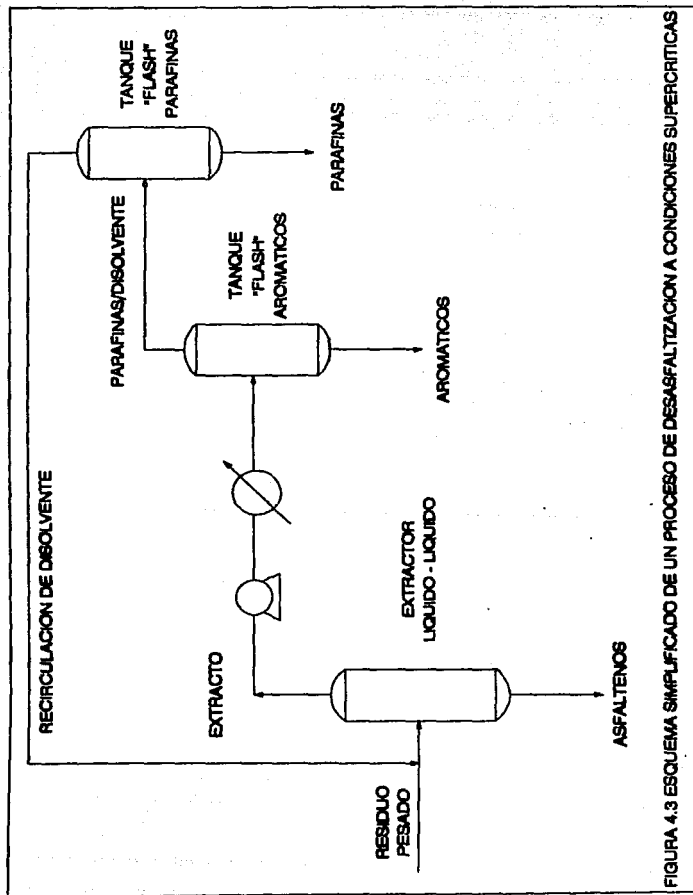 RECIRCULACION DE DISOLVENTE
TANQUE
"FLASH"
PARAFINAS
PARAFINAS/DISOLVENTE
PARAFINAS
TANQUE
"FLASH"
AROMATICOS
AROMATICOS
EXTRACTO
EXTRACTOR
LIQUIDO - LIQUIDO
RESIDUO
PESADO
ASFALTENOS
FIGURA 4.3 ESQUEMA SIMPLIFICADO DE UN PROCESO DE DESASFALTIZACION A CONDICIONES SUPERCRITICAS